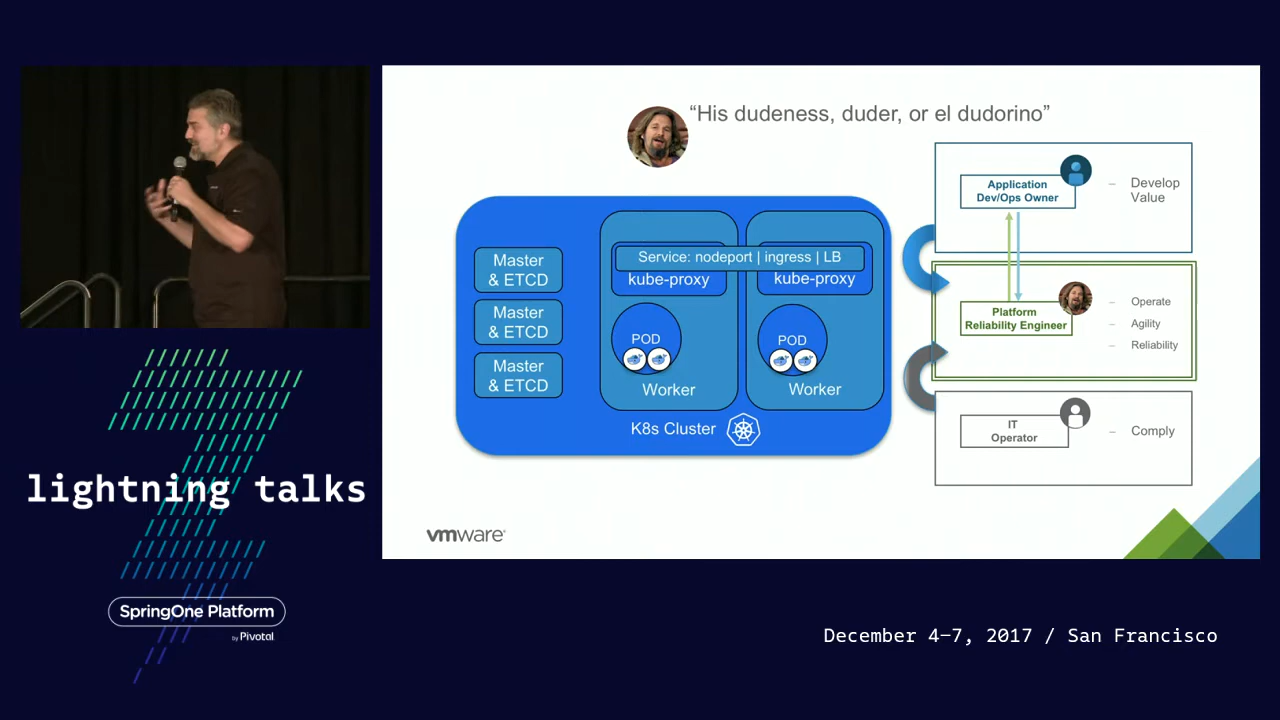 “His dudeness, duder, or el dudorino”
Master
& ETCD
Master
& ETCD
Master
& ETCD
Service: nodeport | ingress | LB
kube-proxy
kube-proxy
POD
POD
Worker
Worker
K8s Cluster
Application
Dev/Ops Owner
– Develop
Value
Platform
Reliability Engineer
– Operate
– Agility
– Reliability
IT
Operator
– Comply
vmware®
lightning talks
SpringOne Platform
by Pivotal
December 4–7, 2017 / San Francisco